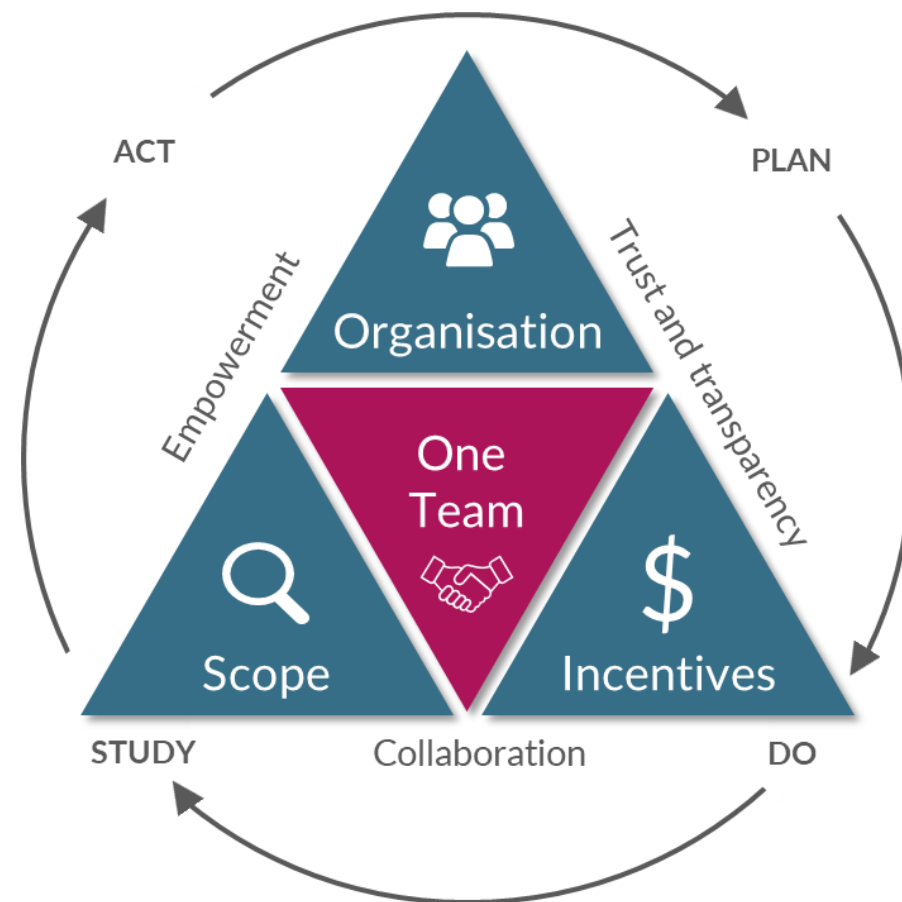 ACT
PLAN
Empowerment
Trust and transparency
Organisation
One
Team
$
Scope
Incentives
STUDY
Collaboration
DO